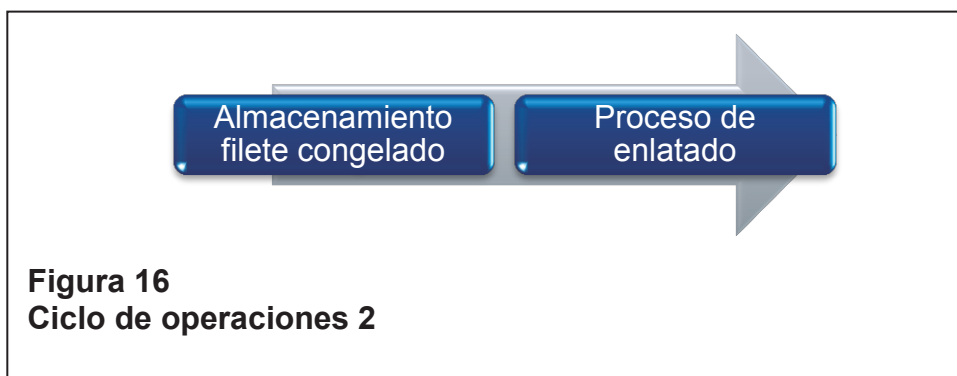 Almacenamiento
filete congelado
Proceso de
enlatado
Figura 16
Ciclo de operaciones 2